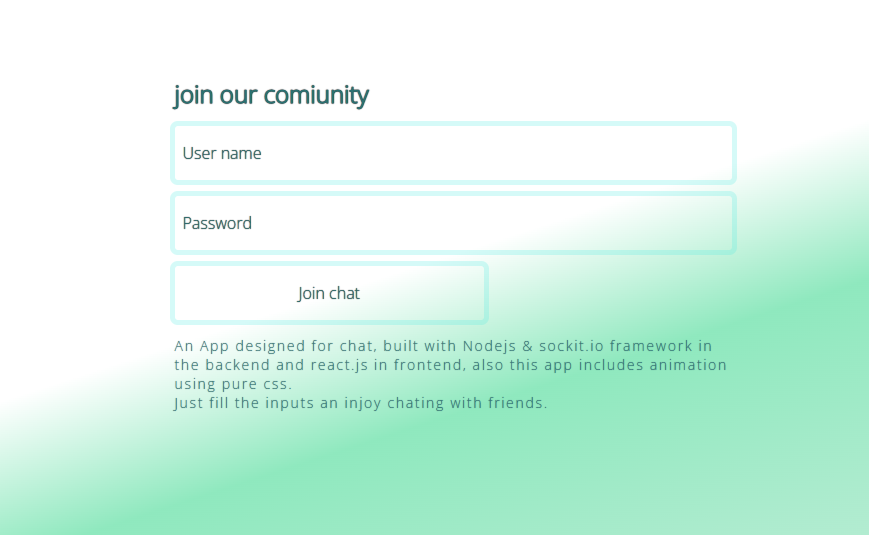 join our comiunity
User name
Password
Join chat
An App designed for chat, built with Nodejs & sockit.io framework in
the backend and react.js in frontend, also this app includes animation
using pure css.
Just fill the inputs an injoy chating with friends.